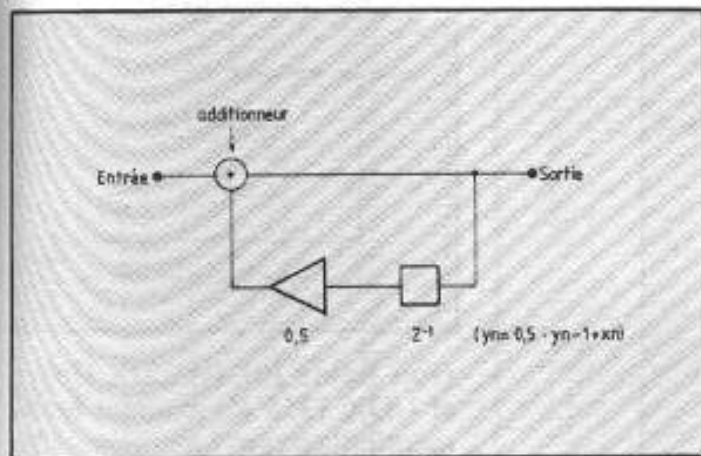 additionneur
Entrée
+
Sortie
0,5
Z⁻¹
(yn= 0,5 · yn-1+xn)